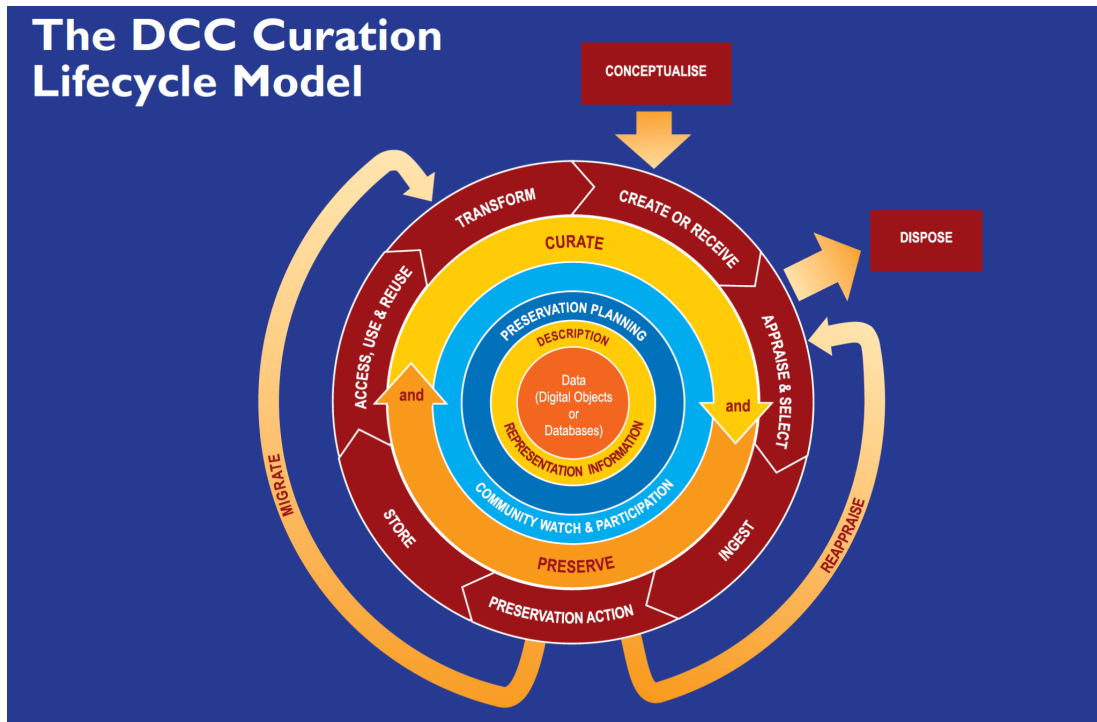 The DCC Curation
Lifecycle Model
CONCEPTUALISE
DISPOSE
TRANSFORM
CREATE OR RECEIVE
APPRAISE & SELECT
INGEST
PRESERVATION ACTION
STORE
ACCESS, USE & REUSE
MIGRATE
REAPPRAISE
CURATE
and
PRESERVE
and
COMMUNITY WATCH & PARTICIPATION
PRESERVATION PLANNING
DESCRIPTION
REPRESENTATION INFORMATION
Data
(Digital Objects
or
Databases)